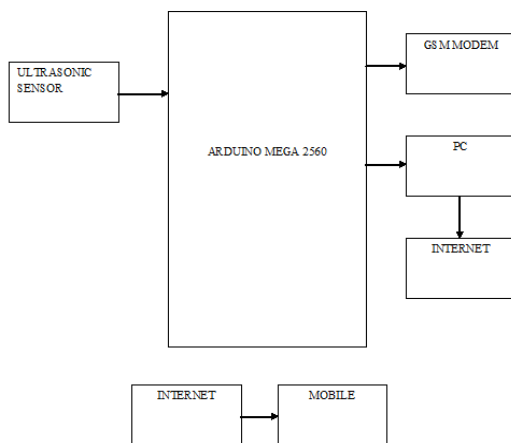 GSM MODEM
ULTRASONIC
SENSOR
ARDUINO MEGA 2560
PC
INTERNET
INTERNET
MOBILE